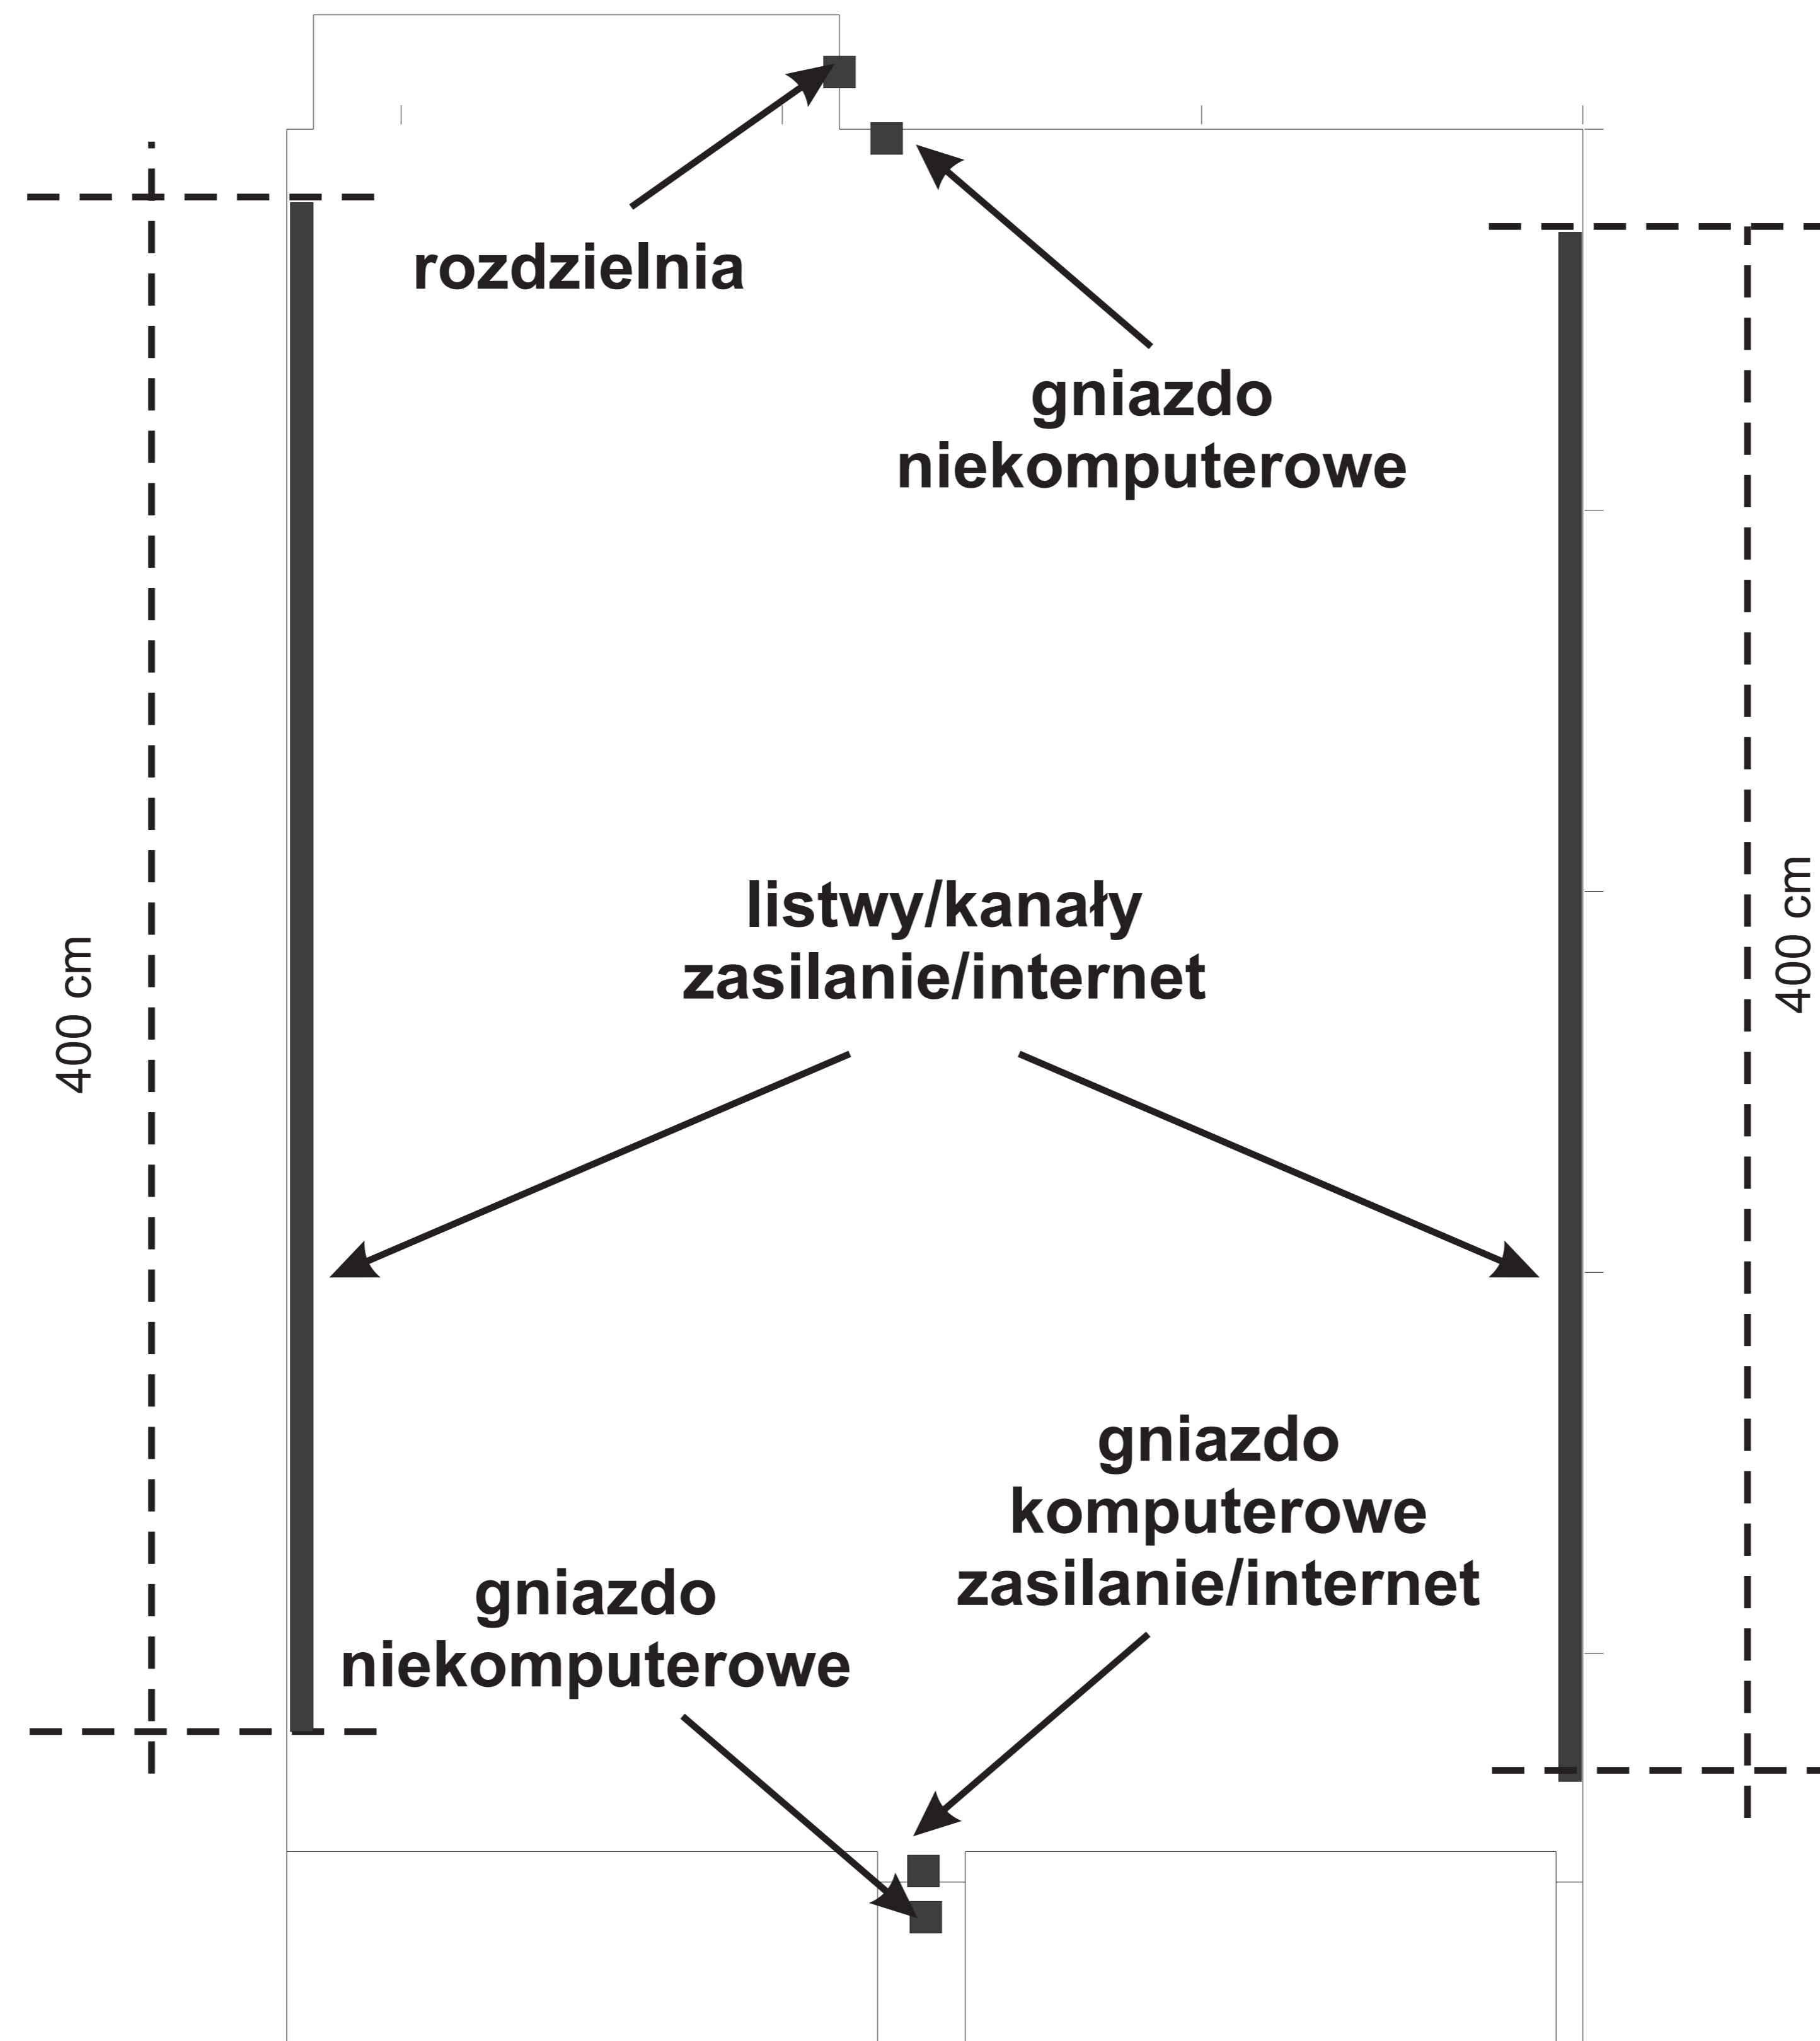 rozdzielnia
gniazdo
niekomputerowe
listwy/kanały
zasilanie/internet
400 cm
400 cm
gniazdo
komputerowe
zasilanie/internet
gniazdo
niekomputerowe